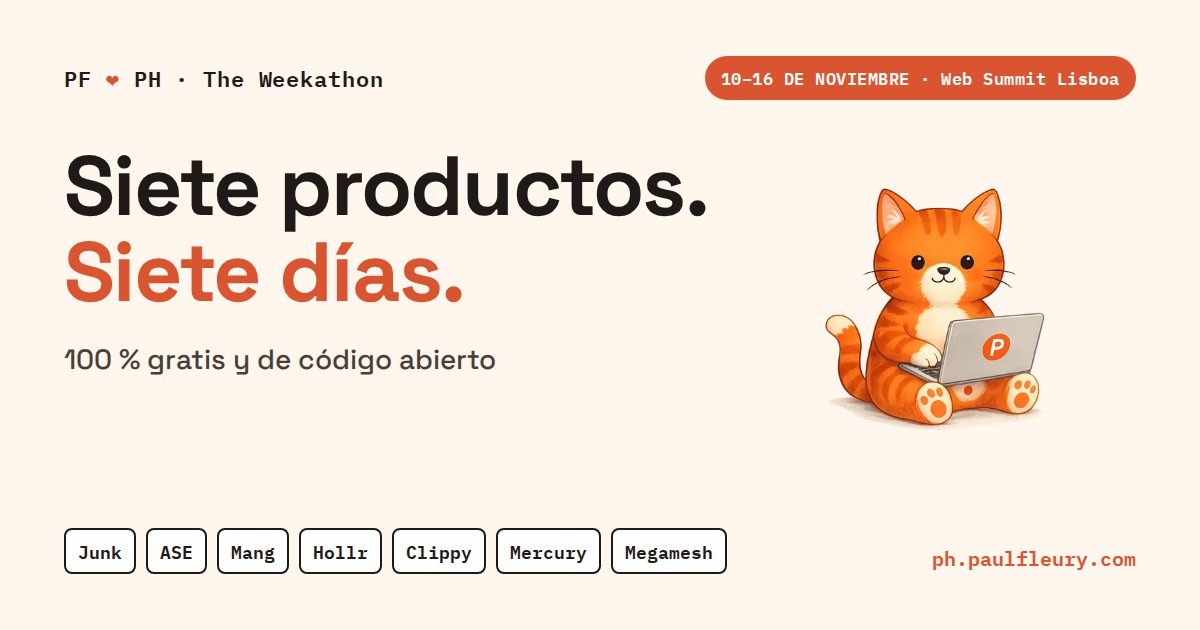 PF ❤ PH · The Weekathon
10–16 DE NOVIEMBRE · Web Summit Lisboa
Siete productos.
Siete días.
100 % gratis y de código abierto
P
Junk
ASE
Mang
Hollr
Clippy
Mercury
Megamesh
ph.paulfleury.com